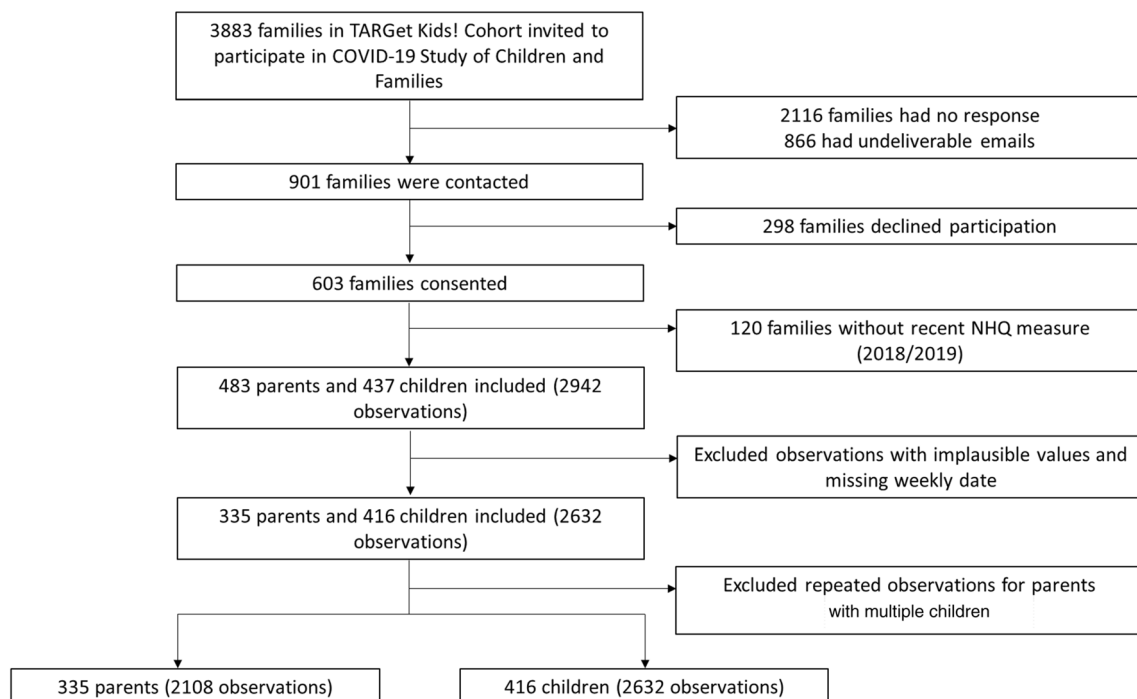 3883 families in TARGet Kids! Cohort invited to
participate in COVID-19 Study of Children and
Families
2116 families had no response
866 had undeliverable emails
901 families were contacted
298 families declined participation
603 families consented
120 families without recent NHQ measure
(2018/2019)
483 parents and 437 children included (2942
observations)
Excluded observations with implausible values and
missing weekly date
335 parents and 416 children included (2632
observations)
Excluded repeated observations for parents
with multiple children
335 parents (2108 observations)
416 children (2632 observations)